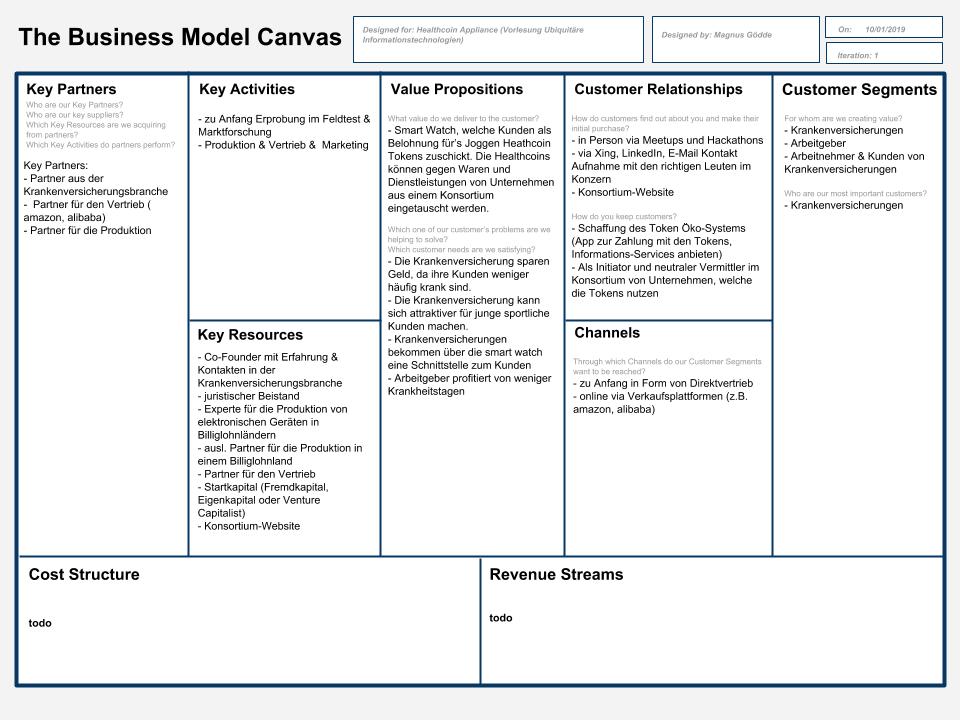 The Business Model Canvas
Designed for: Healthcoin Appliance (Vorlesung Ubiquitäre
Informationstechnologien)
Designed by: Magnus Gödde
On: 10/01/2019
Iteration: 1
Key Partners
Who are our Key Partners?
Who are our key suppliers?
Which Key Resources are we acquiring
from partners?
Which Key Activities do partners perform?
Key Partners:
- Partner aus der
Krankenversicherungsbranche
- Partner für den Vertrieb (
amazon, alibaba)
- Partner für die Produktion
Key Activities
- zu Anfang Erprobung im Feldtest &
Marktforschung
- Produktion & Vertrieb & Marketing
Key Resources
- Co-Founder mit Erfahrung &
Kontakten in der
Krankenversicherungsbranche
- juristischer Beistand
- Experte für die Produktion von
elektronischen Geräten in
Billiglohnländern
- ausl. Partner für die Produktion in
einem Billiglohnland
- Partner für den Vertrieb
- Startkapital (Fremdkapital,
Eigenkapital oder Venture
Capitalist)
- Konsortium-Website
Value Propositions
What value do we deliver to the customer?
- Smart Watch, welche Kunden als
Belohnung für's Joggen Heathcoin
Tokens zuschickt. Die Healthcoins
können gegen Waren und
Dienstleistungen von Unternehmen
aus einem Konsortium
eingetauscht werden.
Which one of our customer's problems are we
helping to solve?
Which customer needs are we satisfying?
- Die Krankenversicherung sparen
Geld, da ihre Kunden weniger
häufig krank sind.
- Die Krankenversicherung kann
sich attraktiver für junge sportliche
Kunden machen.
- Krankenversicherungen
bekommen über die smart watch
eine Schnittstelle zum Kunden
- Arbeitgeber profitiert von weniger
Krankheitstagen
Customer Relationships
How do customers find out about you and make their
initial purchase?
- in Person via Meetups und Hackathons
- via Xing, LinkedIn, E-Mail Kontakt
Aufnahme mit den richtigen Leuten im
Konzern
- Konsortium-Website
How do you keep customers?
- Schaffung des Token Öko-Systems
(App zur Zahlung mit den Tokens,
Informations-Services anbieten)
- Als Initiator und neutraler Vermittler im
Konsortium von Unternehmen, welche
die Tokens nutzen
Channels
Through which Channels do our Customer Segments
want to be reached?
- zu Anfang in Form von Direktvertrieb
- online via Verkaufsplattformen (z.B.
amazon, alibaba)
Customer Segments
For whom are we creating value?
- Krankenversicherungen
- Arbeitgeber
- Arbeitnehmer & Kunden von
Krankenversicherungen
Who are our most important customers?
- Krankenversicherungen
Cost Structure
todo
Revenue Streams
todo